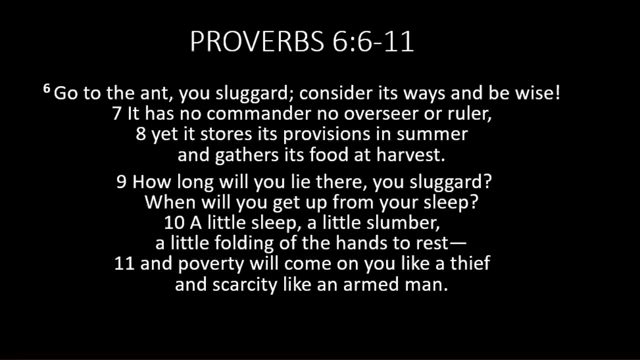 PROVERBS 6:6-11
⁶ Go to the ant, you sluggard; consider its ways and be wise!
7 It has no commander no overseer or ruler,
8 yet it stores its provisions in summer
and gathers its food at harvest.
9 How long will you lie there, you sluggard?
When will you get up from your sleep?
10 A little sleep, a little slumber,
a little folding of the hands to rest—
11 and poverty will come on you like a thief
and scarcity like an armed man.